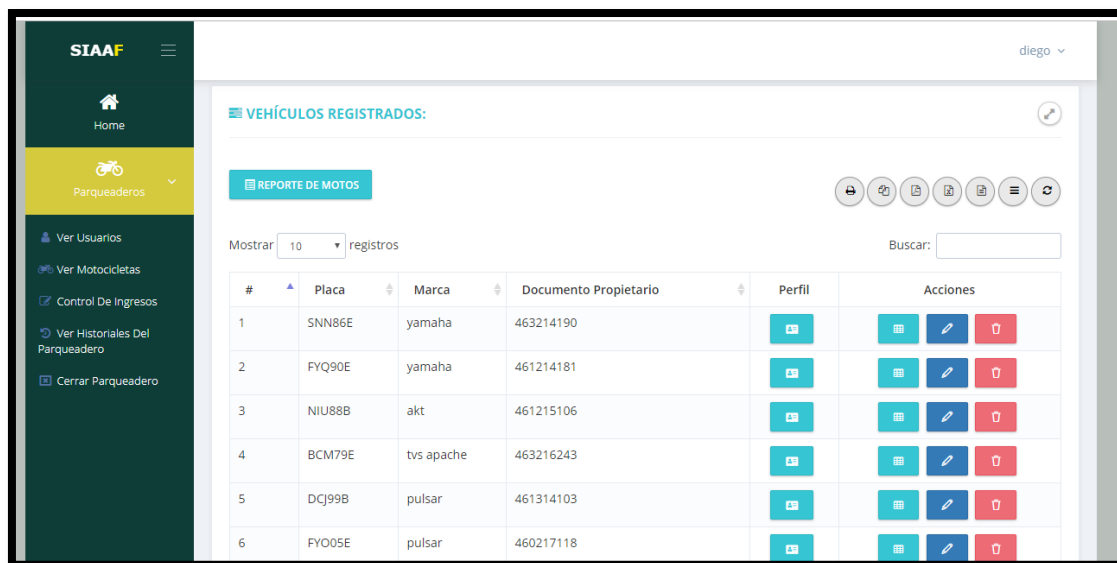 SIAAF
diego
Home
Parqueaderos
Ver Usuarios
Ver Motocicletas
Control De Ingresos
Ver Historiales Del
Parqueadero
Cerrar Parqueadero
VEHÍCULOS REGISTRADOS:
REPORTE DE MOTOS
Mostrar 10 registros
Buscar:
# Placa Marca Documento Propietario Perfil Acciones
1 SNN86E yamaha 463214190
2 FYQ90E yamaha 461214181
3 NIU88B akt 461215106
4 BCM79E tvs apache 463216243
5 DCJ99B pulsar 461314103
6 FYO05E pulsar 460217118